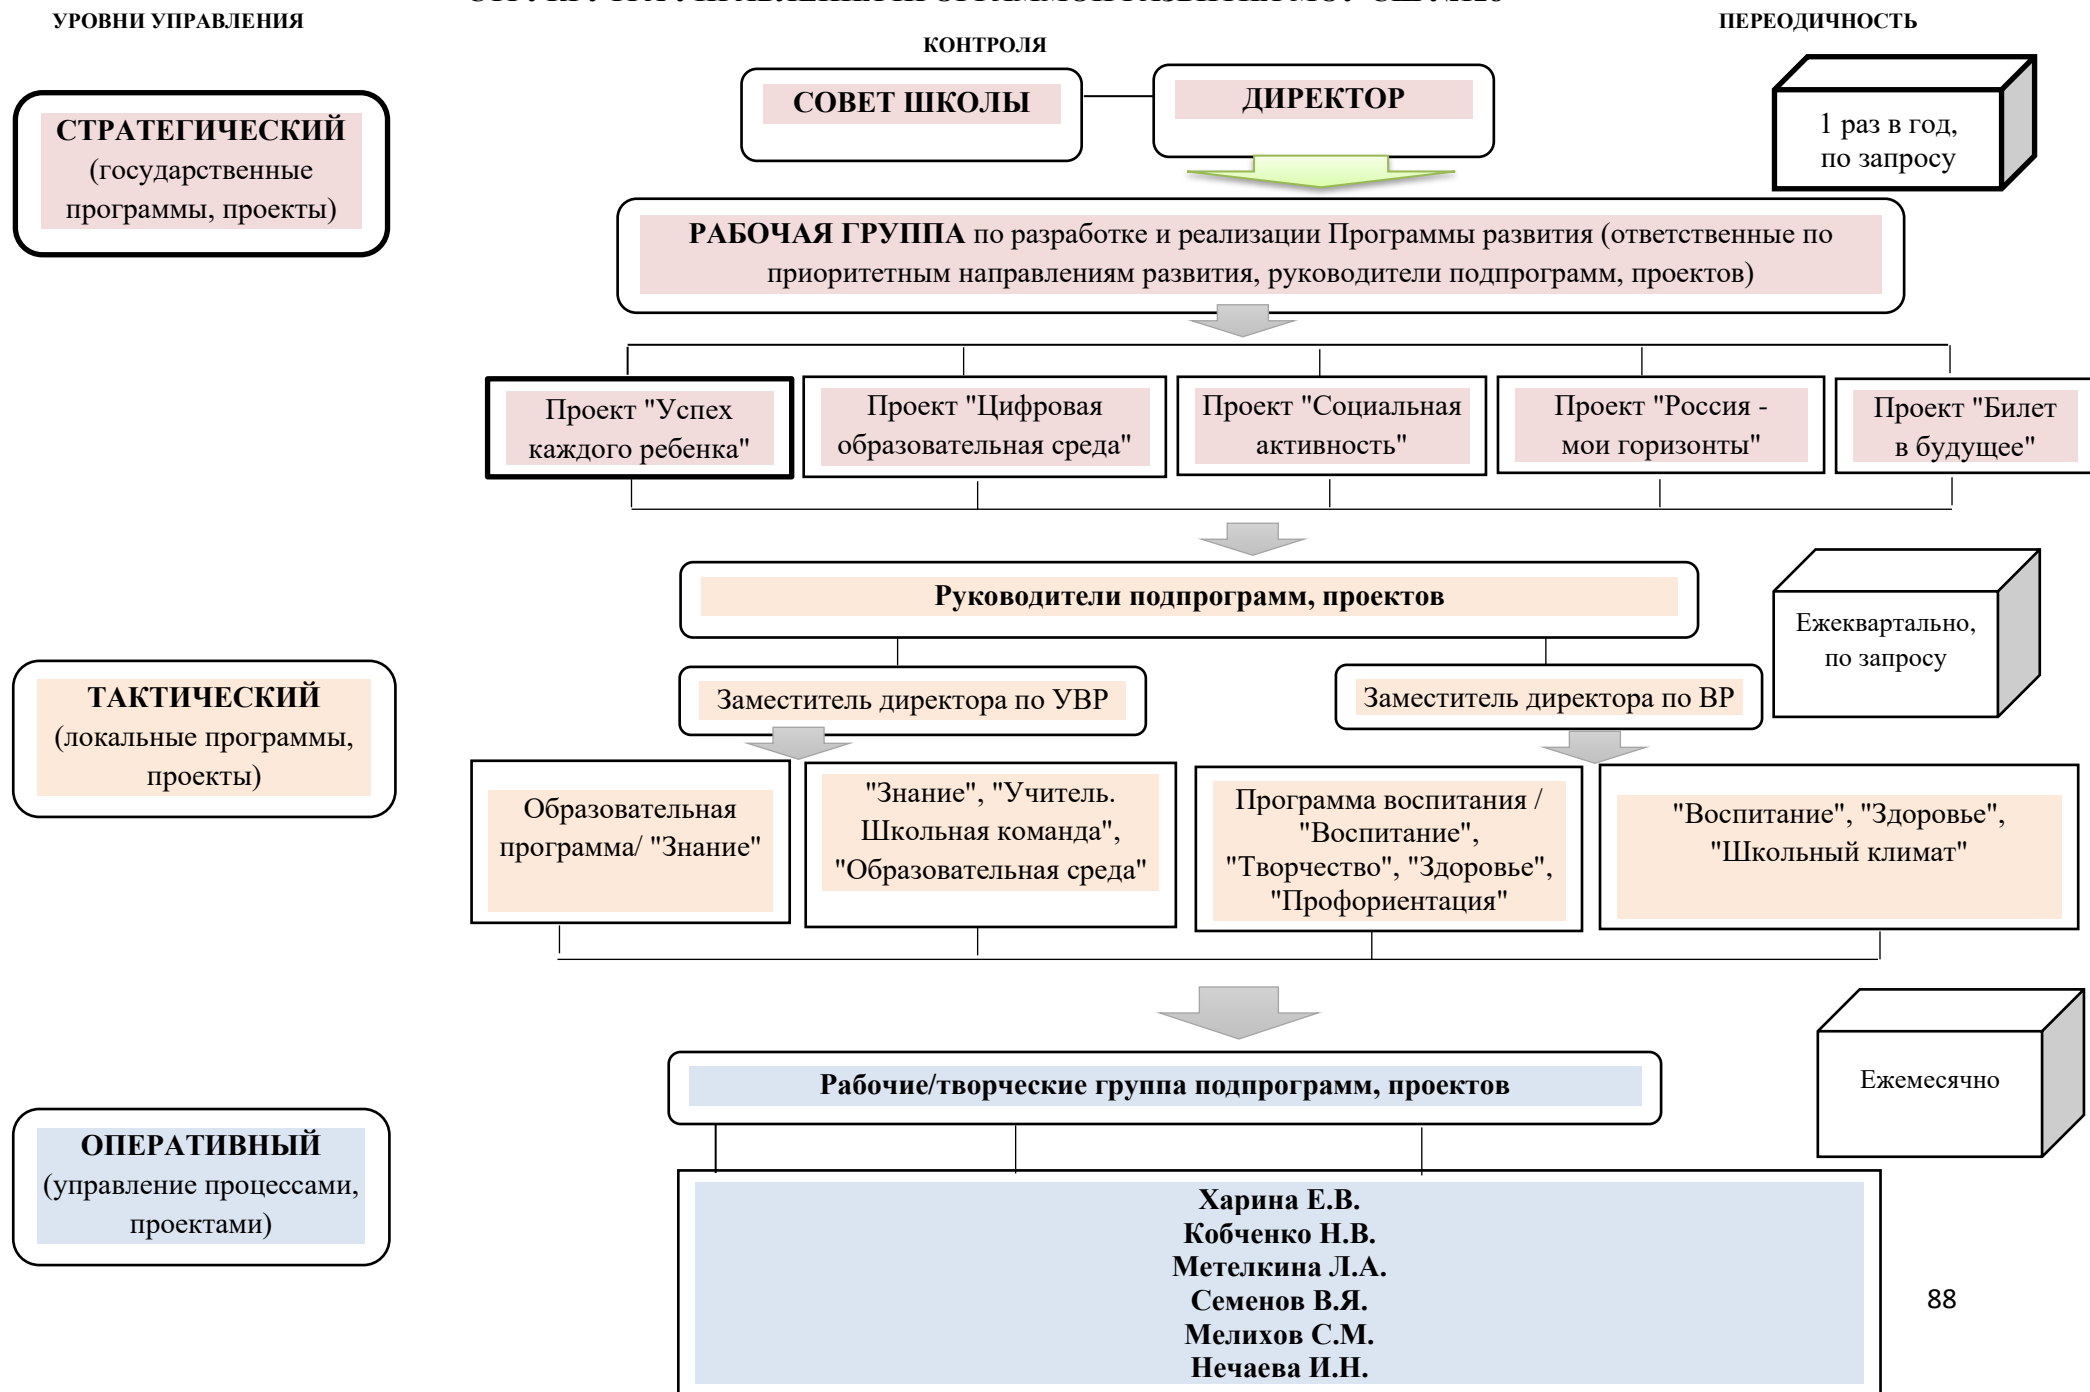 УРОВНИ УПРАВЛЕНИЯ
ПЕРЕОДИЧНОСТЬ
КОНТРОЛЯ
СОВЕТ ШКОЛЫ
ДИРЕКТОР
СТРАТЕГИЧЕСКИЙ
(государственные
программы, проекты)
1 раз в год,
по запросу
РАБОЧАЯ ГРУППА по разработке и реализации Программы развития (ответственные по
приоритетным направлениям развития, руководители подпрограмм, проектов)
Проект "Успех
каждого ребенка"
Проект "Цифровая
образовательная среда"
Проект "Социальная
активность"
Проект "Россия -
мои горизонты"
Проект "Билет
в будущее"
Руководители подпрограмм, проектов
Ежеквартально,
по запросу
ТАКТИЧЕСКИЙ
(локальные программы,
проекты)
Заместитель директора по УВР
Заместитель директора по ВР
Образовательная
программа/ "Знание"
"Знание", "Учитель.
Школьная команда",
"Образовательная среда"
Программа воспитания /
"Воспитание",
"Творчество", "Здоровье",
"Профориентация"
"Воспитание", "Здоровье",
"Школьный климат"
Рабочие/творческие группа подпрограмм, проектов
Ежемесячно
ОПЕРАТИВНЫЙ
(управление процессами,
проектами)
Харина Е.В.
Кобченко Н.В.
Метелкина Л.А.
Семенов В.Я.
Мелихов С.М.
Нечаева И.Н.
88